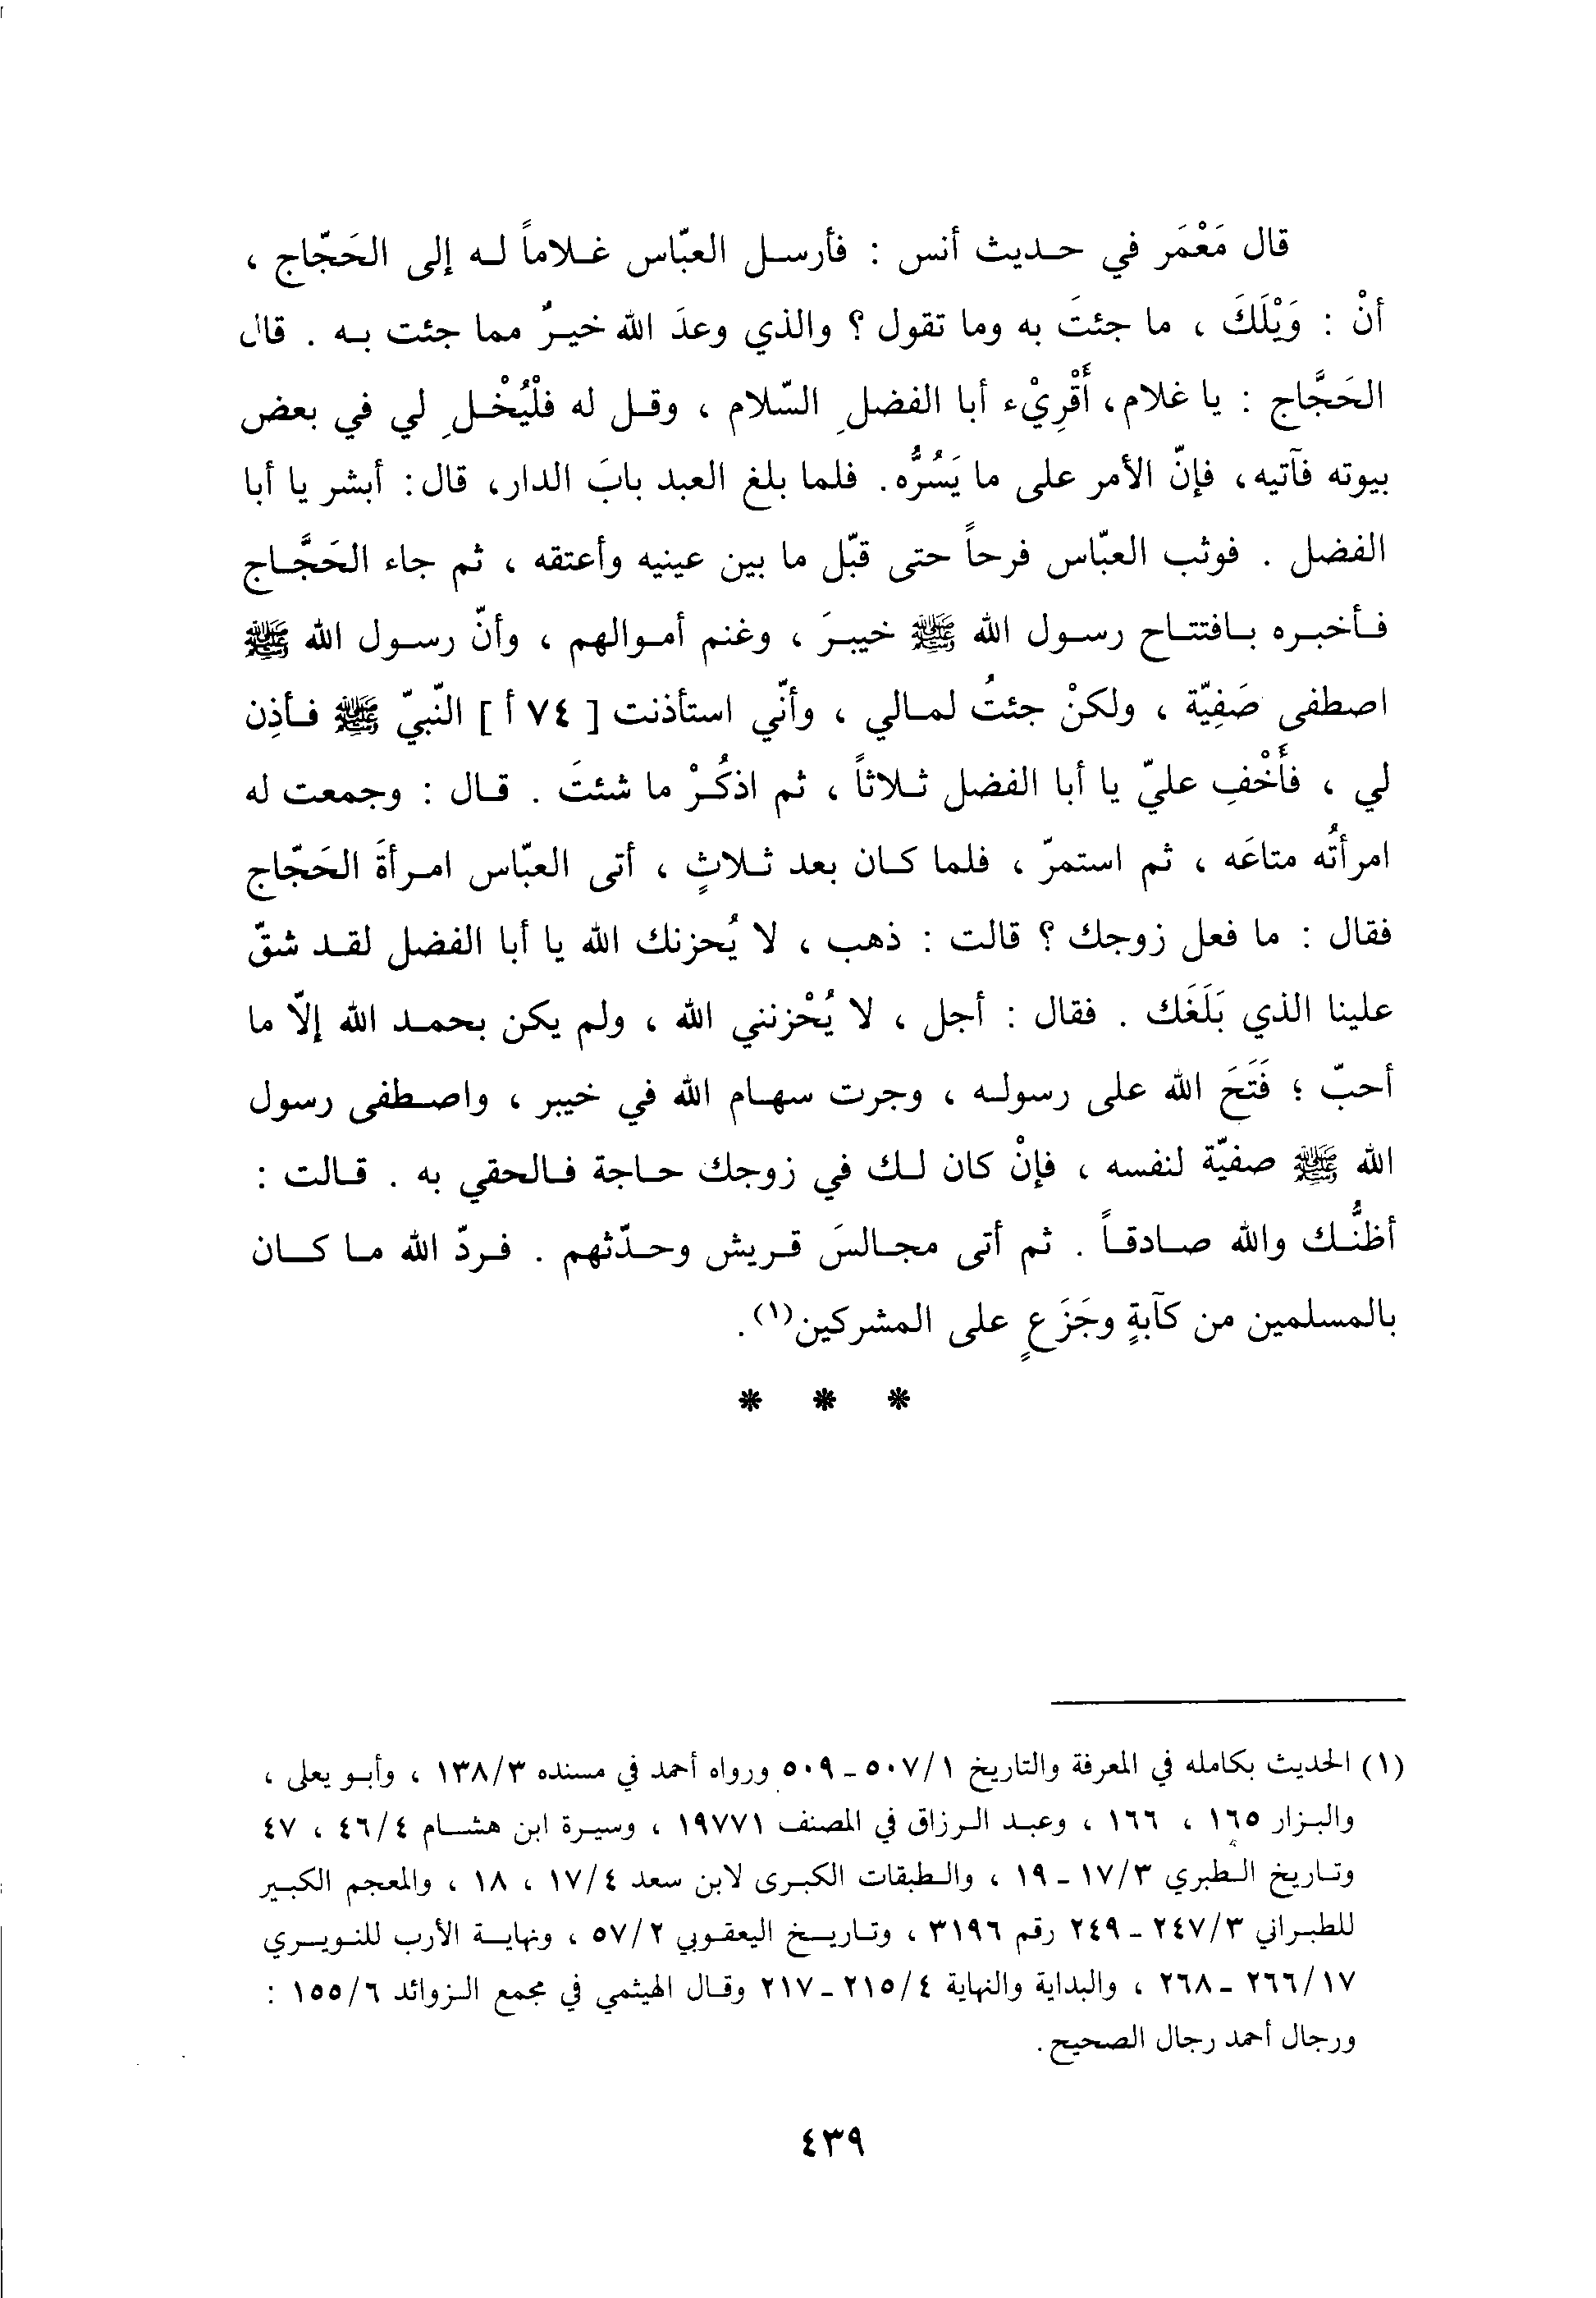 قال مَعْمَر في حديث أنس : فأرسل العبّاس غلاماً له إلى الحَجّاج ،
أنْ : وَيْلَكَ ، ما جئتَ به وما تقول ؟ والذي وعدَ الله خيرٌ مما جئت به . قال
الحَجَّاج : يا غلام، أَقْرِيْء أبا الفضلِ السّلام ، وقل له فلْيُخْلِ لي في بعض
بيوته فآتيه، فإنّ الأمر على ما يَسُرُّه. فلما بلغ العبد بابَ الدار، قال: أبشر يا أبا
الفضل . فوثب العبّاس فرحاً حتى قبّل ما بين عينيه وأعتقه ، ثم جاء الحَجَّاج
فأخبره بافتتاح رسول الله ﷺ خيبرَ ، وغنم أموالهم ، وأنّ رسول الله ﷺ
اصطفى صَفِيّة ، ولكنْ جئتُ لمالي ، وأنّي استأذنت [ ٧٤ أ ] النّبيّ ﷺ فأذِن
لي ، فأَخْفِ عليّ يا أبا الفضل ثلاثاً ، ثم اذكُرْ ما شئتَ . قال : وجمعت له
امرأتُه متاعَه ، ثم استمرّ ، فلما كان بعد ثلاثٍ ، أتى العبّاس امرأةَ الحَجّاج
فقال : ما فعل زوجك ؟ قالت : ذهب ، لا يُحزنك الله يا أبا الفضل لقد شقّ
علينا الذي بَلَغَك . فقال : أجل ، لا يُحْزنني الله ، ولم يكن بحمد الله إلّا ما
أحبّ ؛ فَتَحَ الله على رسوله ، وجرت سهام الله في خيبر ، واصطفى رسول
الله ﷺ صفيّة لنفسه ، فإنْ كان لك في زوجك حاجة فالحقي به . قالت :
أظنُّك والله صادقاً . ثم أتى مجالسَ قريش وحدّثهم . فردّ الله ما كان
بالمسلمين من كآبةٍ وجَزَعٍ على المشركين(١) .
* * *
(١) الحديث بكامله في المعرفة والتاريخ ٥٠٧/١ - ٥٠٩ ورواه أحمد في مسنده ١٣٨/٣ ، وأبو يعلى ،
والبزار ١٦٥ ، ١٦٦ ، وعبد الرزاق في المصنف ١٩٧٧١ ، وسيرة ابن هشام ٤٦/٤ ، ٤٧
وتاريخ الطبري ١٧/٣ - ١٩ ، والطبقات الكبرى لابن سعد ١٧/٤ ، ١٨ ، والمعجم الكبير
للطبراني ٢٤٧/٣ - ٢٤٩ رقم ٣١٩٦ ، وتاريخ اليعقوبي ٥٧/٢ ، ونهاية الأرب للنويري
٢٦٦/١٧ - ٢٦٨ ، والبداية والنهاية ٢١٥/٤ - ٢١٧ وقال الهيثمي في مجمع الزوائد ١٥٥/٦ :
ورجال أحمد رجال الصحيح .
٤٣٩